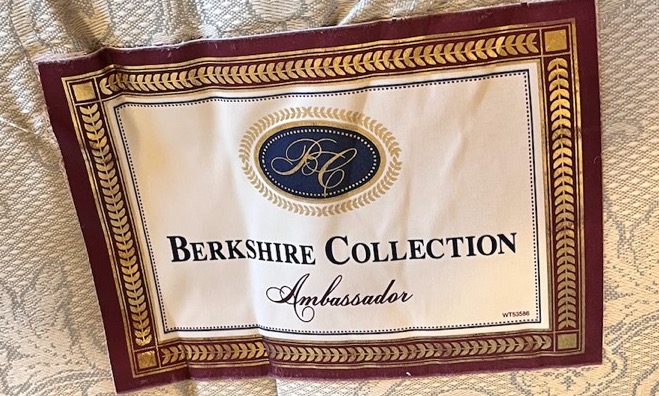 BC
BERKSHIRE COLLECTION
Ambassador
WT53586